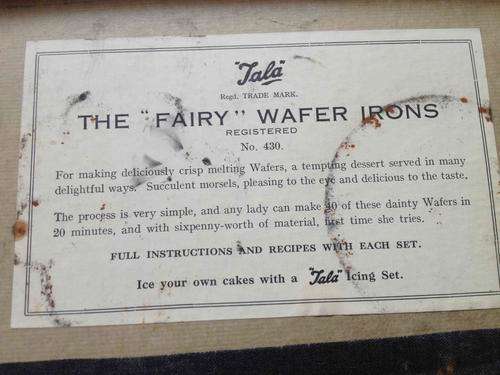 "Tala"
Regd. TRADE MARK.
THE "FAIRY" WAFER IRONS
REGISTERED
No. 430.
For making deliciously crisp melting Wafers, a tempting dessert served in many
delightful ways. Succulent morsels, pleasing to the eye and delicious to the taste.
The process is very simple, and any lady can make 40 of these dainty Wafers in
20 minutes, and with sixpenny-worth of material, first time she tries.
FULL INSTRUCTIONS AND RECIPES WITH EACH SET.
Ice your own cakes with a "Tala" Icing Set.